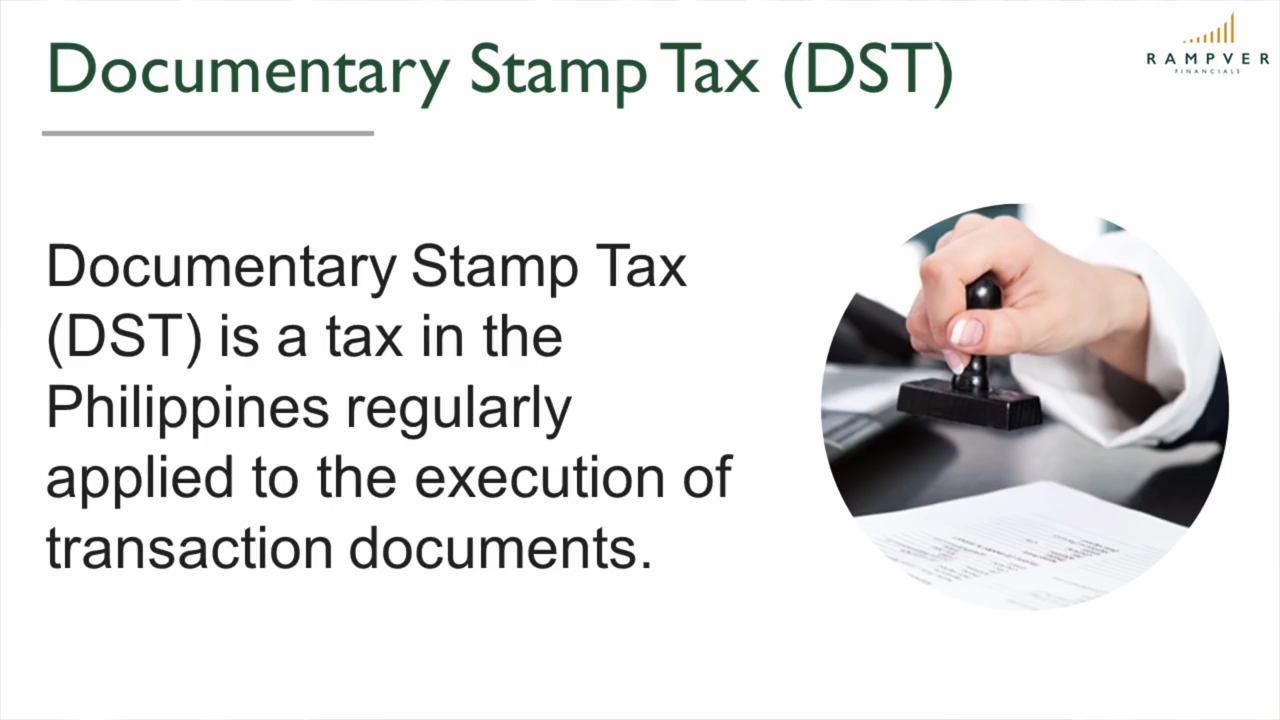 Documentary Stamp Tax (DST)
RAMPVER
FINANCIALS
Documentary Stamp Tax
(DST) is a tax in the
Philippines regularly
applied to the execution of
transaction documents.